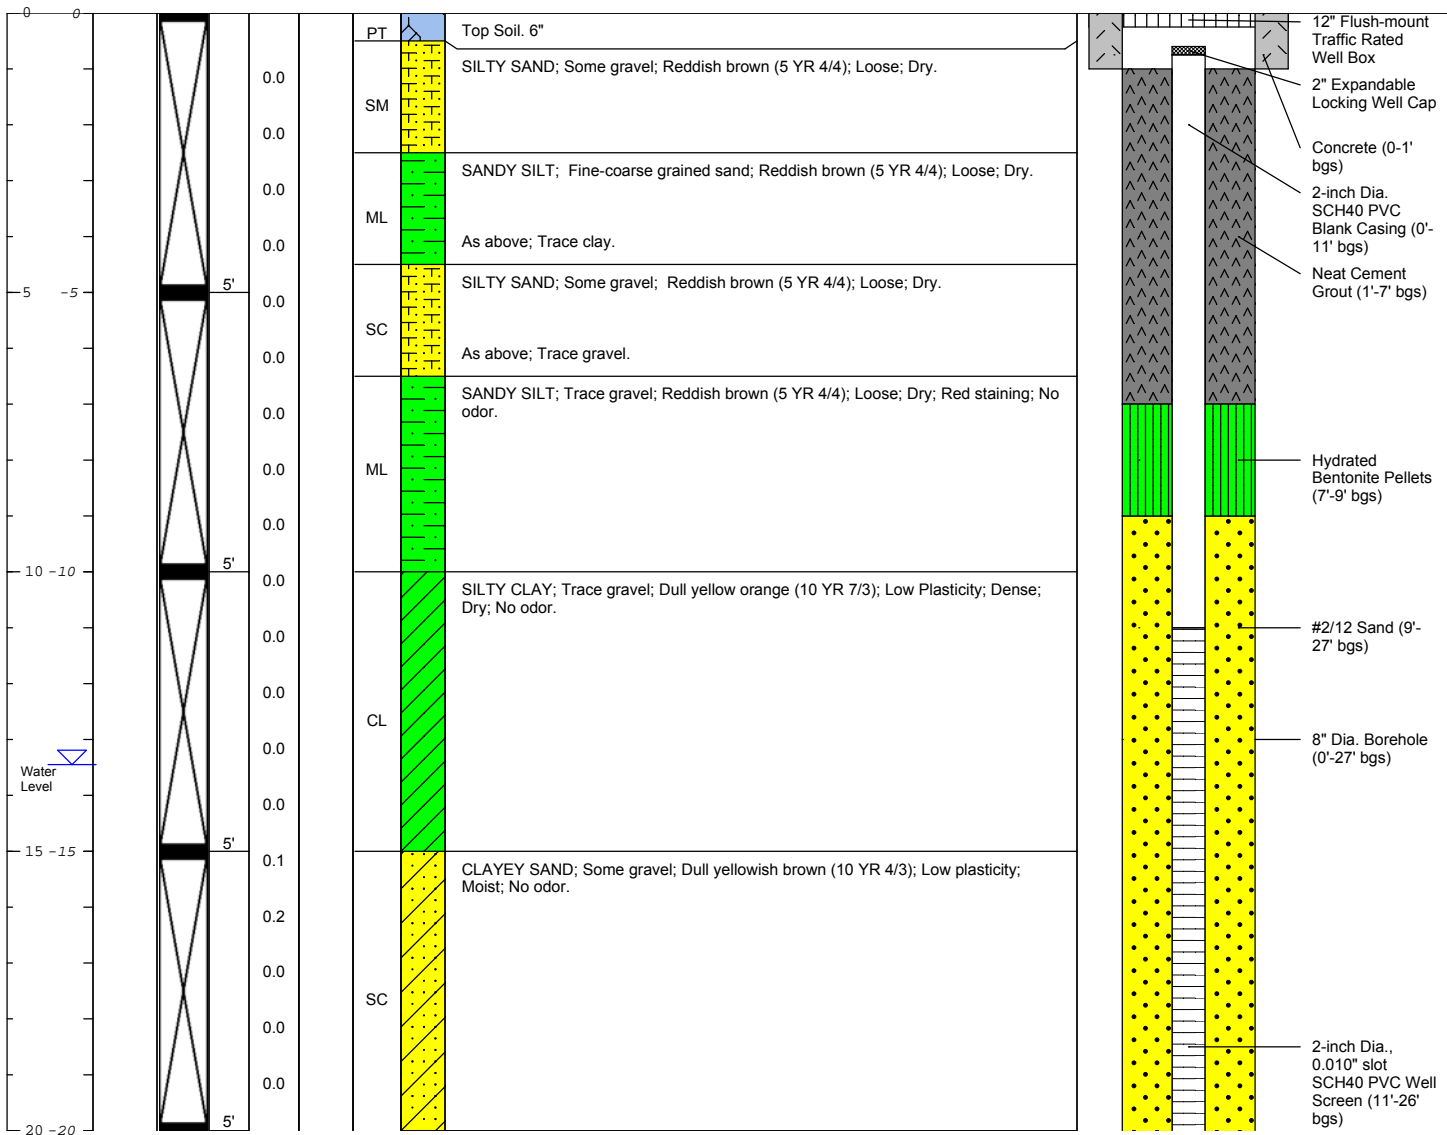 0 0
PT
Top Soil. 6"
12" Flush-mount
Traffic Rated
Well Box
0.0
SILTY SAND; Some gravel; Reddish brown (5 YR 4/4); Loose; Dry.
2" Expandable
Locking Well Cap
SM
0.0
Concrete (0-1'
bgs)
0.0
SANDY SILT; Fine-coarse grained sand; Reddish brown (5 YR 4/4); Loose; Dry.
2-inch Dia.
SCH40 PVC
Blank Casing (0'-
11' bgs)
ML
0.0
As above; Trace clay.
Neat Cement
Grout (1'-7' bgs)
5 -5
5'
0.0
SILTY SAND; Some gravel; Reddish brown (5 YR 4/4); Loose; Dry.
SC
0.0
As above; Trace gravel.
0.0
SANDY SILT; Trace gravel; Reddish brown (5 YR 4/4); Loose; Dry; Red staining; No
odor.
ML
0.0
Hydrated
Bentonite Pellets
(7'-9' bgs)
0.0
5'
10 -10
0.0
SILTY CLAY; Trace gravel; Dull yellow orange (10 YR 7/3); Low Plasticity; Dense;
Dry; No odor.
0.0
#2/12 Sand (9'-
27' bgs)
0.0
CL
0.0
8" Dia. Borehole
(0'-27' bgs)
Water
Level
0.0
5'
15 -15
0.1
CLAYEY SAND; Some gravel; Dull yellowish brown (10 YR 4/3); Low plasticity;
Moist; No odor.
0.2
0.0
SC
0.0
0.0
2-inch Dia.,
0.010" slot
SCH40 PVC Well
Screen (11'-26'
bgs)
5'
20 -20